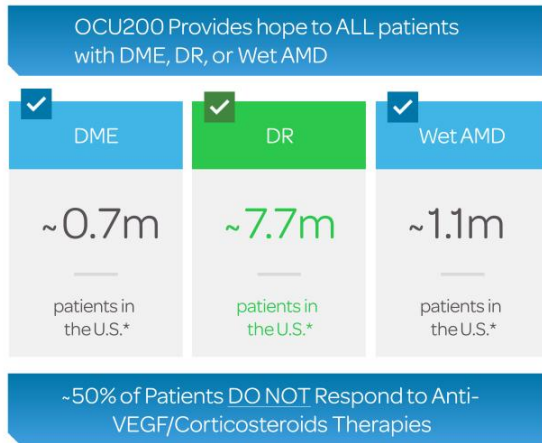 OCU200 Provides hope to ALL patients
with DME, DR, or Wet AMD
DME
~0.7m
patients in
the U.S.*
DR
~7.7m
patients in
the U.S.*
Wet AMD
~1.1m
patients in
the U.S.*
~50% of Patients DO NOT Respond to Anti-
VEGF/Corticosteroids Therapies